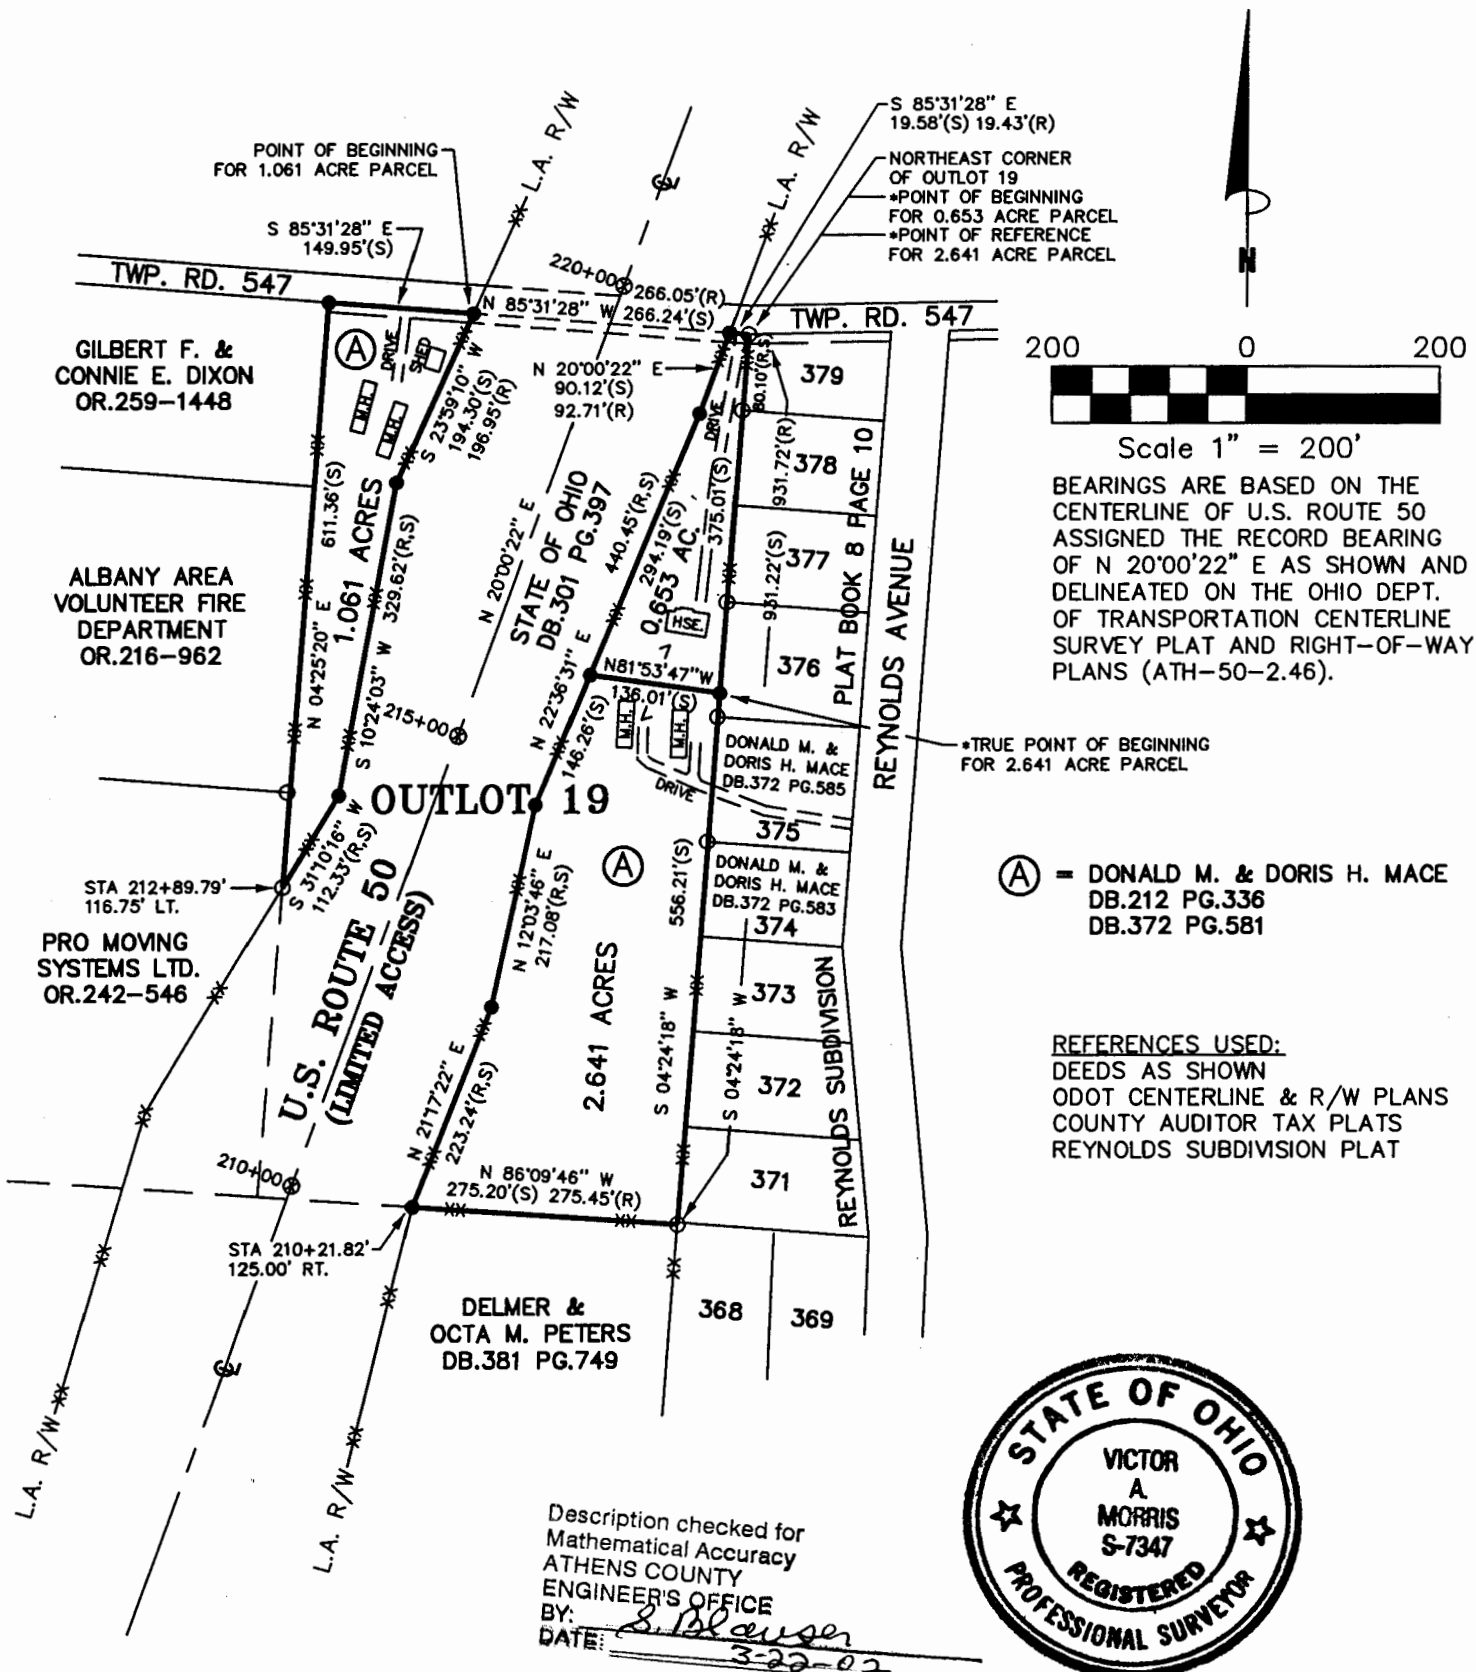 S 85°31'28" E
19.58'(S) 19.43'(R)
L.A. R/W
L.A. R/W
POINT OF BEGINNING
FOR 1.061 ACRE PARCEL
NORTHEAST CORNER
OF OUTLOT 19
*POINT OF BEGINNING
FOR 0.653 ACRE PARCEL
*POINT OF REFERENCE
FOR 2.641 ACRE PARCEL
S 85°31'28" E
149.95'(S)
N
TWP. RD. 547
220+00
266.05'(R)
N 85°31'28" W 266.24'(S)
TWP. RD. 547
200 0 200
Scale 1" = 200'
GILBERT F. &
CONNIE E. DIXON
OR.259-1448
A
DRIVE
SHED
M.H.
M.H.
S 23°59'10" W
194.30'(S)
196.95'(R)
N 20°00'22" E
90.12'(S)
92.71'(R)
DRIVE
80.10'(R,S)
931.72'(R)
375.01'(S)
931.22'(S)
379
378
377
376
PLAT BOOK 8 PAGE 10
REYNOLDS AVENUE
BEARINGS ARE BASED ON THE
CENTERLINE OF U.S. ROUTE 50
ASSIGNED THE RECORD BEARING
OF N 20°00'22" E AS SHOWN AND
DELINEATED ON THE OHIO DEPT.
OF TRANSPORTATION CENTERLINE
SURVEY PLAT AND RIGHT-OF-WAY
PLANS (ATH-50-2.46).
611.36'(S)
N 04°25'20" E
1.061 ACRES
S 10°24'03" W 329.62'(R,S)
N 20°00'22" E
STATE OF OHIO
DB.301 PG.397
440.45'(R,S)
294.19'(S)
0.653 AC.
HSE.
ALBANY AREA
VOLUNTEER FIRE
DEPARTMENT
OR.216-962
N81°53'47"W
136.01'(S)
N 22°36'31" E
146.26'(S)
215+00
M.H.
M.H.
DRIVE
DONALD M. &
DORIS H. MACE
DB.372 PG.585
375
*TRUE POINT OF BEGINNING
FOR 2.641 ACRE PARCEL
OUTLOT 19
A
DONALD M. &
DORIS H. MACE
DB.372 PG.583
374
A = DONALD M. & DORIS H. MACE
DB.212 PG.336
DB.372 PG.581
STA 212+89.79'
116.75' LT.
S 31°10'16" W
112.33'(R,S)
PRO MOVING
SYSTEMS LTD.
OR.242-546
U.S. ROUTE 50
(LIMITED ACCESS)
N 12°03'46" E
217.08'(R,S)
2.641 ACRES
556.21'(S)
S 04°24'18" W
S 04°24'18" W
373
372
371
REYNOLDS SUBDIVISION
REFERENCES USED:
DEEDS AS SHOWN
ODOT CENTERLINE & R/W PLANS
COUNTY AUDITOR TAX PLATS
REYNOLDS SUBDIVISION PLAT
N 21°17'22" E
223.24'(R,S)
210+00
N 86°09'46" W
275.20'(S) 275.45'(R)
STA 210+21.82'
125.00' RT.
DELMER &
OCTA M. PETERS
DB.381 PG.749
368
369
L.A. R/W
L.A. R/W
Description checked for
Mathematical Accuracy
ATHENS COUNTY
ENGINEER'S OFFICE
BY: S. Blauser
DATE: 3-22-02
STATE OF OHIO
VICTOR
A.
MORRIS
S-7347
REGISTERED
PROFESSIONAL SURVEYOR